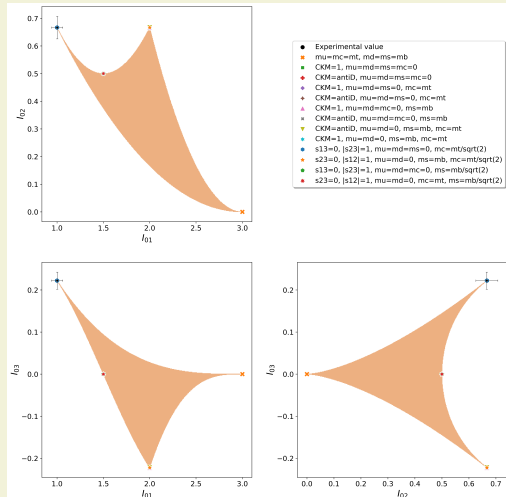 0.7
0.6
0.5
0.4
0.3
0.2
0.1
0.0
I02
1.0 1.5 2.0 2.5 3.0
I01
Experimental value
mu=mc=mt, md=ms=mb
CKM=1, mu=md=ms=mc=0
CKM=antiD, mu=md=ms=mc=0
CKM=1, mu=md=ms=0, mc=mt
CKM=antiD, mu=md=ms=0, mc=mt
CKM=1, mu=md=mc=0, ms=mb
CKM=antiD, mu=md=mc=0, ms=mb
CKM=antiD, mu=md=0, ms=mb, mc=mt
CKM=1, mu=md=0, ms=mb, mc=mt
s13=0, |s23|=1, mu=md=ms=0, mc=mt/sqrt(2)
s23=0, |s12|=1, mu=md=0, ms=mb, mc=mt/sqrt(2)
s13=0, |s23|=1, mu=md=mc=0, ms=mb/sqrt(2)
s23=0, |s12|=1, mu=md=0, mc=mt, ms=mb/sqrt(2)
0.2
0.1
0.0
−0.1
−0.2
I03
1.0 1.5 2.0 2.5 3.0
I01
0.2
0.1
0.0
−0.1
−0.2
I03
0.0 0.1 0.2 0.3 0.4 0.5 0.6 0.7
I02